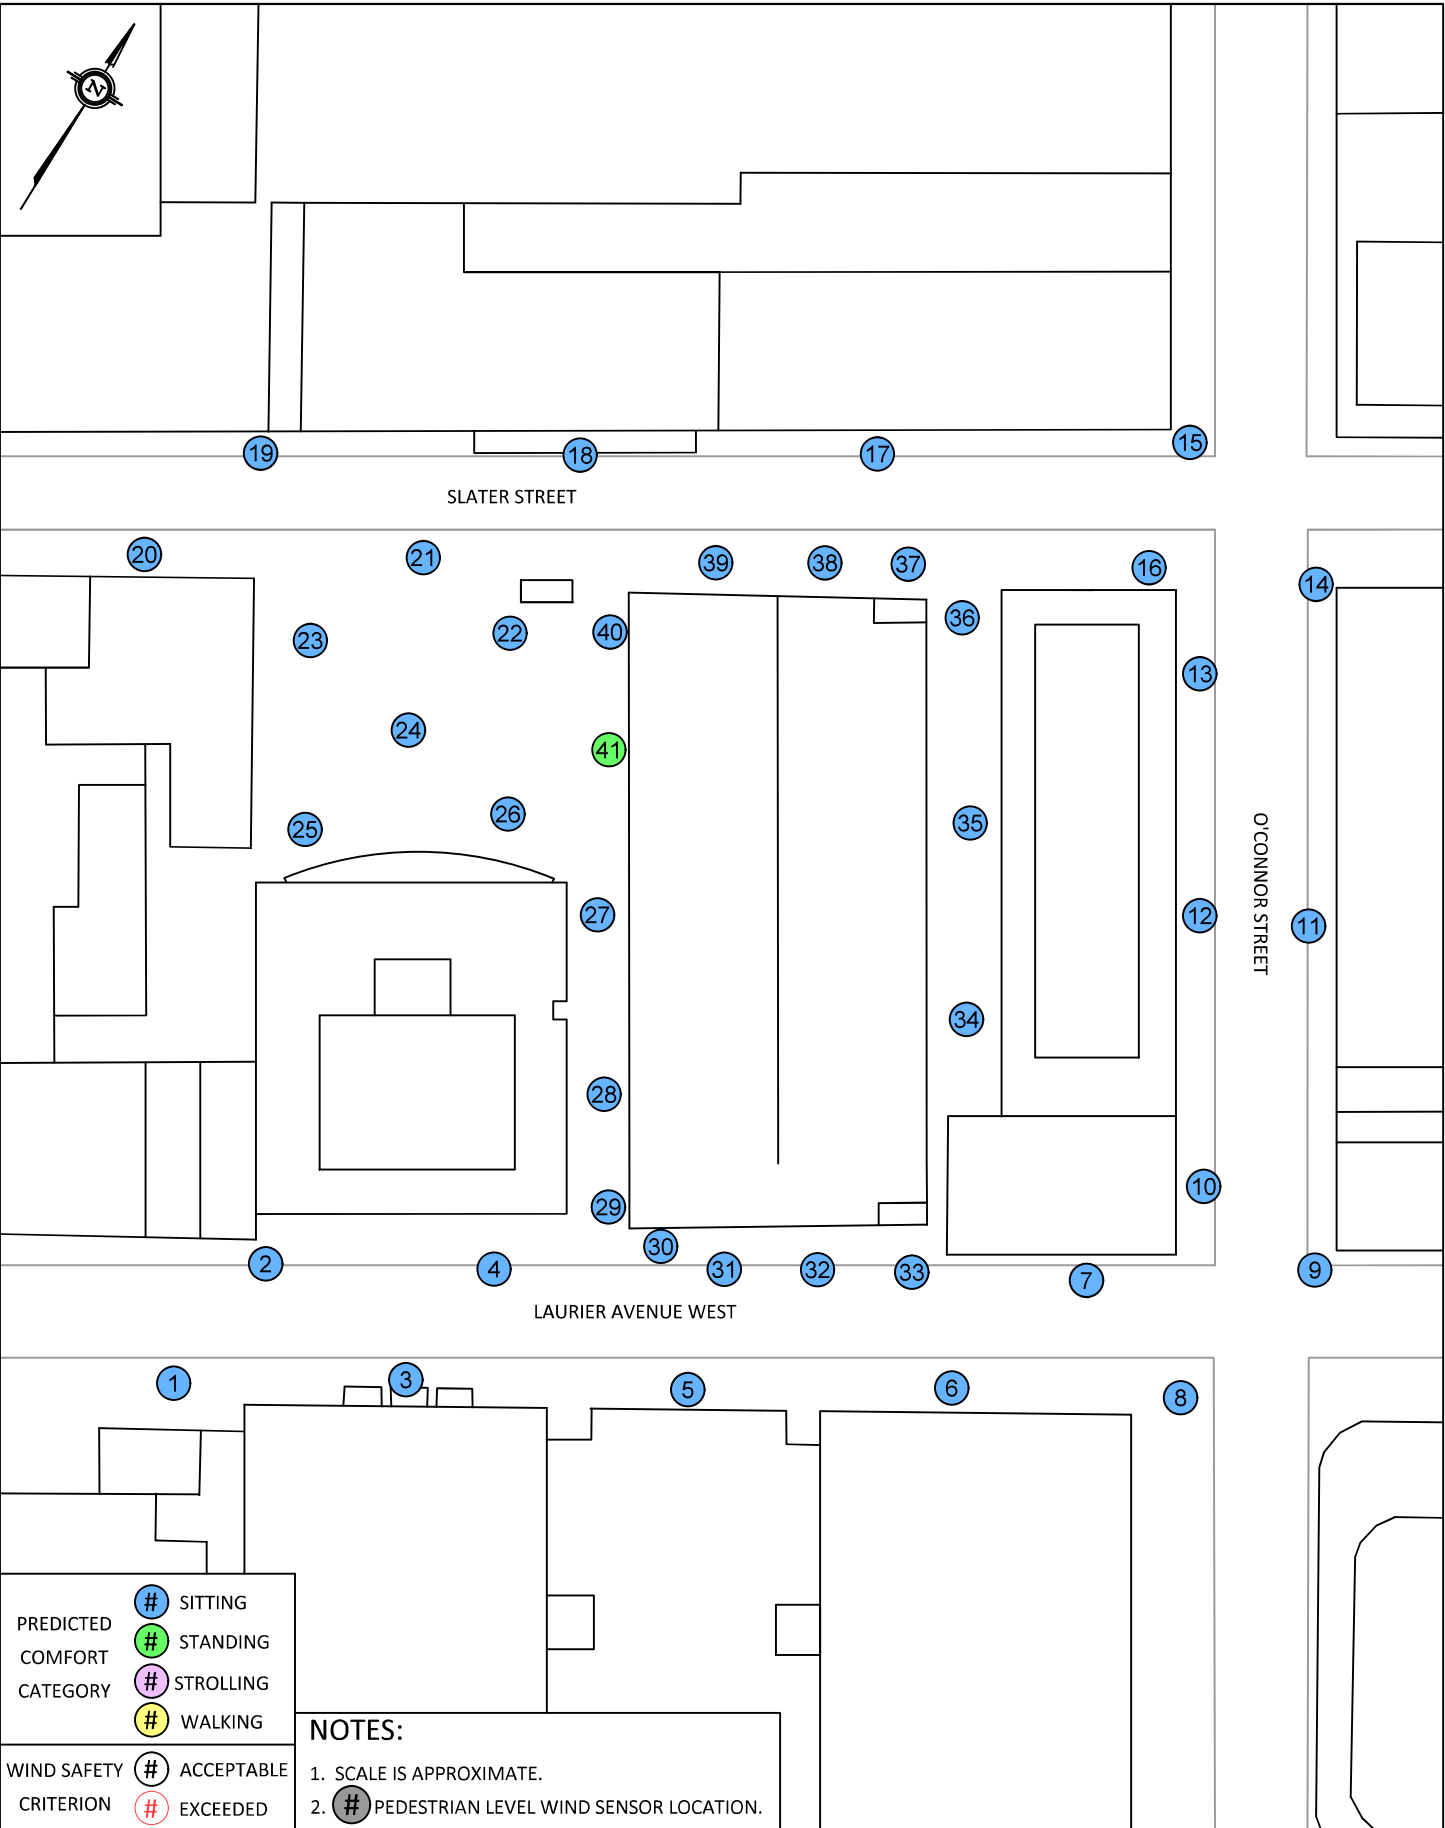 N
19
18
17
15
SLATER STREET
20
21
39
38
37
16
14
23
22
40
36
13
24
41
25
26
35
O'CONNOR STREET
27
12
11
34
28
29
10
30
2
4
31
32
33
7
9
LAURIER AVENUE WEST
1
3
5
6
8
PREDICTED
COMFORT
CATEGORY
# SITTING
# STANDING
# STROLLING
# WALKING
WIND SAFETY
CRITERION
# ACCEPTABLE
# EXCEEDED
NOTES:
1. SCALE IS APPROXIMATE.
2. # PEDESTRIAN LEVEL WIND SENSOR LOCATION.